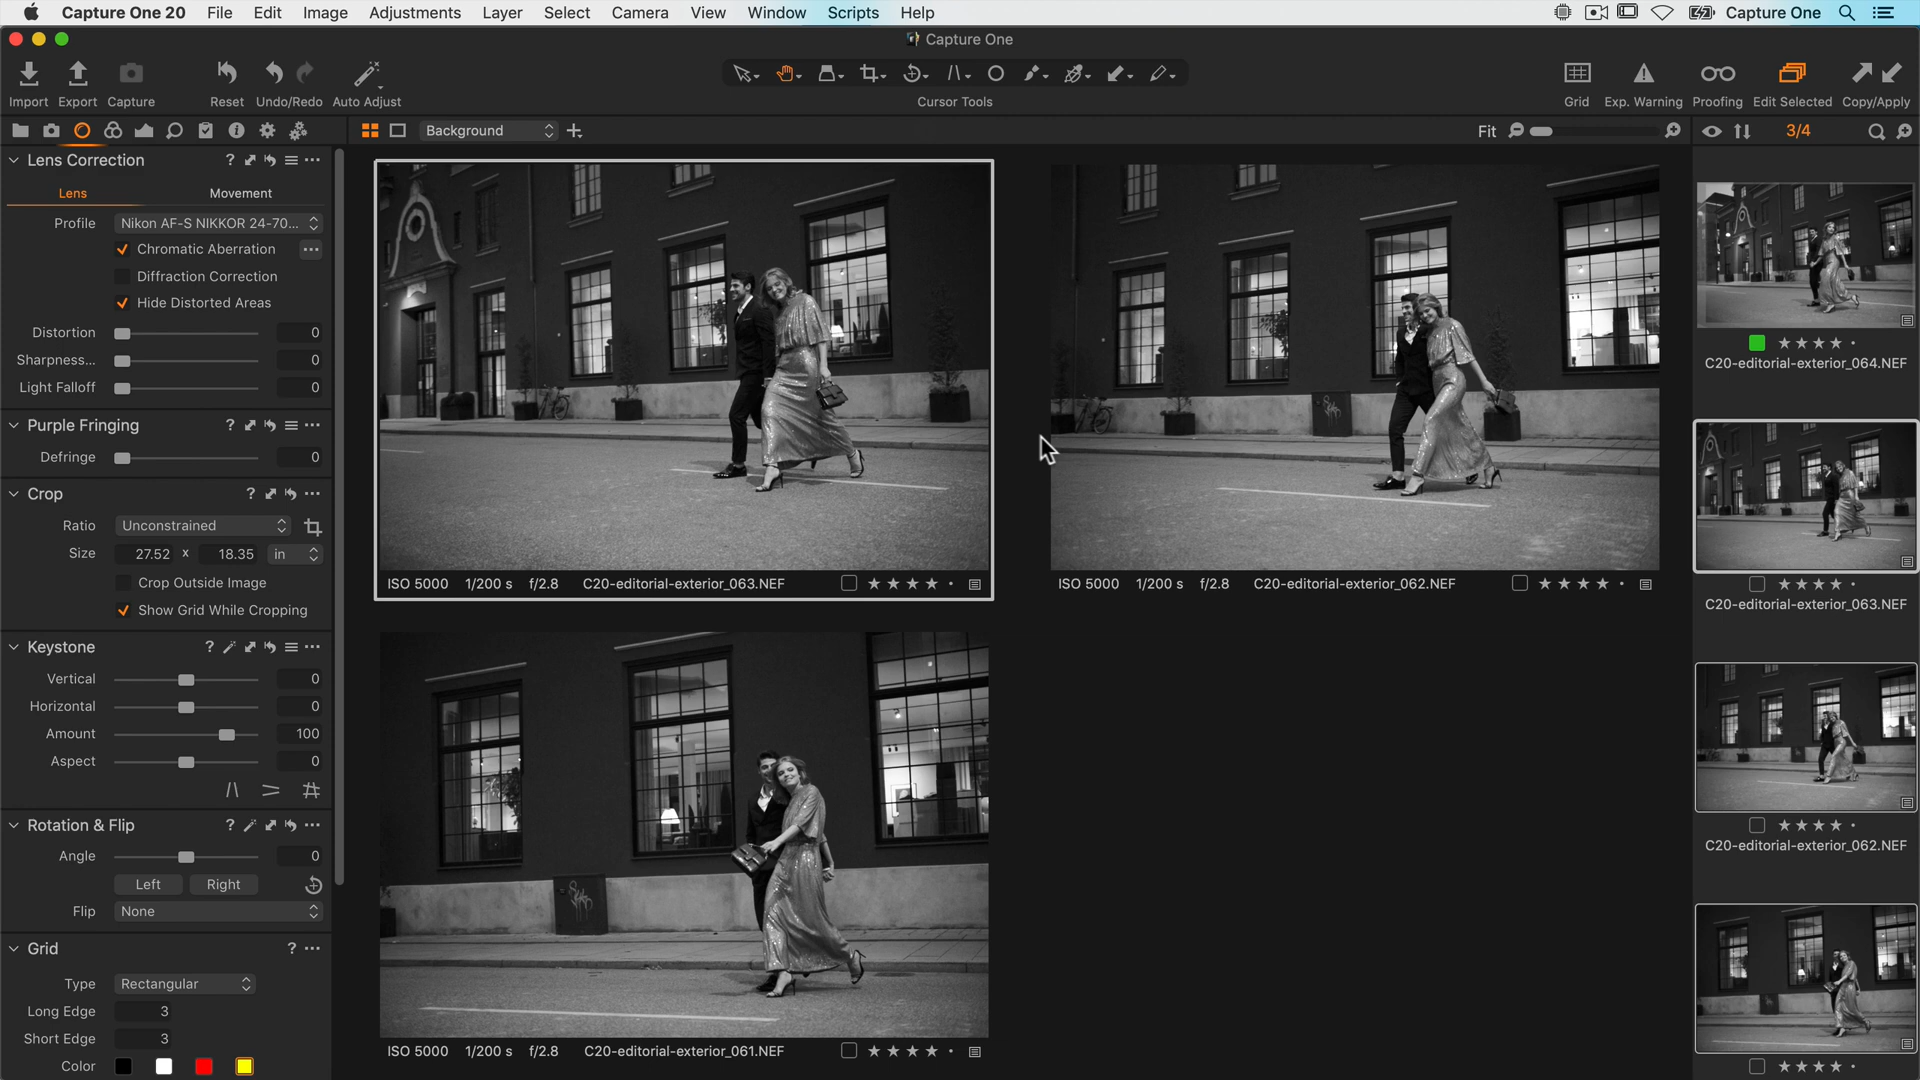 Capture One 20 File Edit Image Adjustments Layer Select Camera View Window Scripts Help Capture One
Capture One
Import Export Capture Reset Undo/Redo Auto Adjust Cursor Tools Grid Exp. Warning Proofing Edit Selected Copy/Apply
Background Fit 3/4
Lens Correction ?
Lens Movement
Profile Nikon AF-S NIKKOR 24-70...
Chromatic Aberration
Diffraction Correction
Hide Distorted Areas
Distortion 0
Sharpness... 0
Light Falloff 0
Purple Fringing ?
Defringe 0
Crop ?
Ratio Unconstrained
Size 27.52 x 18.35 in
Crop Outside Image
Show Grid While Cropping
Keystone ?
Vertical 0
Horizontal 0
Amount 100
Aspect 0
Rotation & Flip ?
Angle 0
Left Right
Flip None
Grid ?
Type Rectangular
Long Edge 3
Short Edge 3
Color
ISO 5000 1/200 s f/2.8 C20-editorial-exterior_063.NEF
ISO 5000 1/200 s f/2.8 C20-editorial-exterior_062.NEF
ISO 5000 1/200 s f/2.8 C20-editorial-exterior_061.NEF
C20-editorial-exterior_064.NEF
C20-editorial-exterior_063.NEF
C20-editorial-exterior_062.NEF